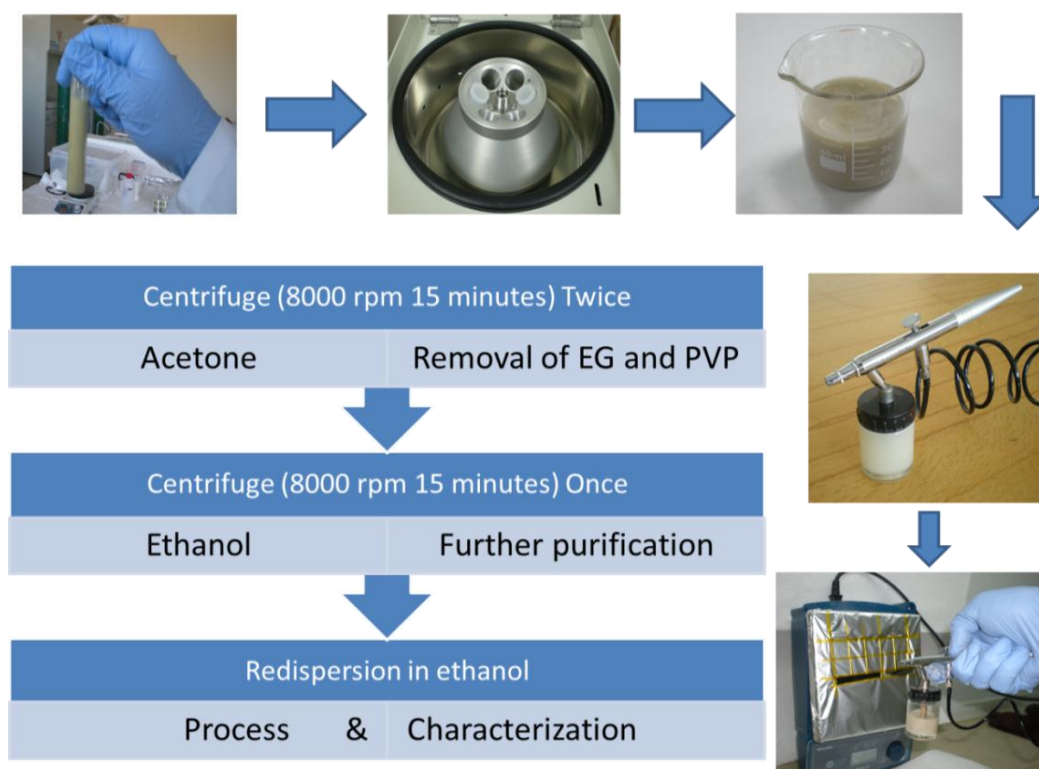 Centrifuge (8000 rpm 15 minutes) Twice
Acetone Removal of EG and PVP
Centrifuge (8000 rpm 15 minutes) Once
Ethanol Further purification
Redispersion in ethanol
Process & Characterization